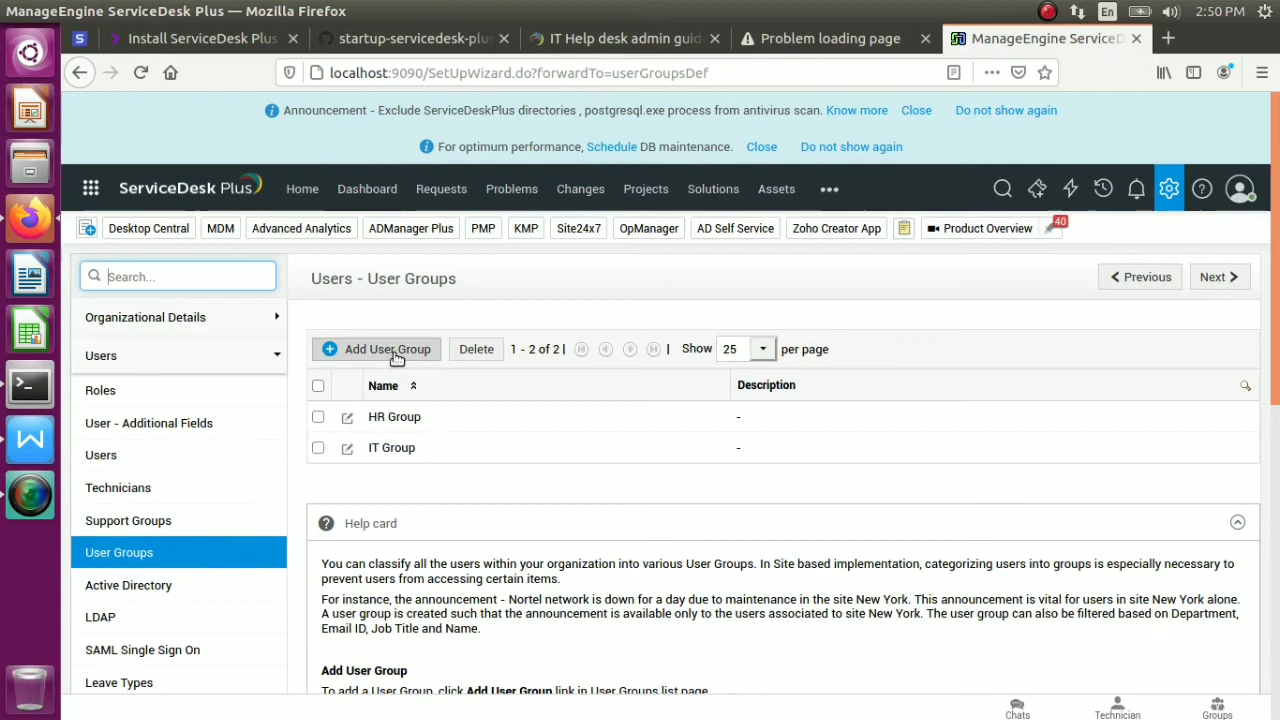 ManageEngine ServiceDesk Plus — Mozilla Firefox
En
2:50 PM
S
Install ServiceDesk Plus
startup-servicedesk-plus
IT Help desk admin guid
Problem loading page
ManageEngine ServiceD
localhost:9090/SetUpWizard.do?forwardTo=userGroupsDef
Announcement - Exclude ServiceDeskPlus directories , postgresql.exe process from antivirus scan. Know more Close Do not show again
For optimum performance, Schedule DB maintenance. Close Do not show again
ServiceDesk Plus
Home
Dashboard
Requests
Problems
Changes
Projects
Solutions
Assets
Desktop Central
MDM
Advanced Analytics
ADManager Plus
PMP
KMP
Site24x7
OpManager
AD Self Service
Zoho Creator App
Product Overview
40
Search...
Users - User Groups
Previous
Next
Organizational Details
Users
Roles
User - Additional Fields
Users
Technicians
Support Groups
User Groups
Active Directory
LDAP
SAML Single Sign On
Leave Types
Add User Group
Delete
1 - 2 of 2 |
| Show 25 per page
Name
Description
HR Group
-
IT Group
-
Help card
You can classify all the users within your organization into various User Groups. In Site based implementation, categorizing users into groups is especially necessary to
prevent users from accessing certain items.
For instance, the announcement - Nortel network is down for a day due to maintenance in the site New York. This announcement is vital for users in site New York alone.
A user group is created such that the announcement is available only to the users associated to site New York. The user group can also be filtered based on Department,
Email ID, Job Title and Name.
Add User Group
To add a User Group, click Add User Group link in User Groups list page.
Chats
Technician
Groups